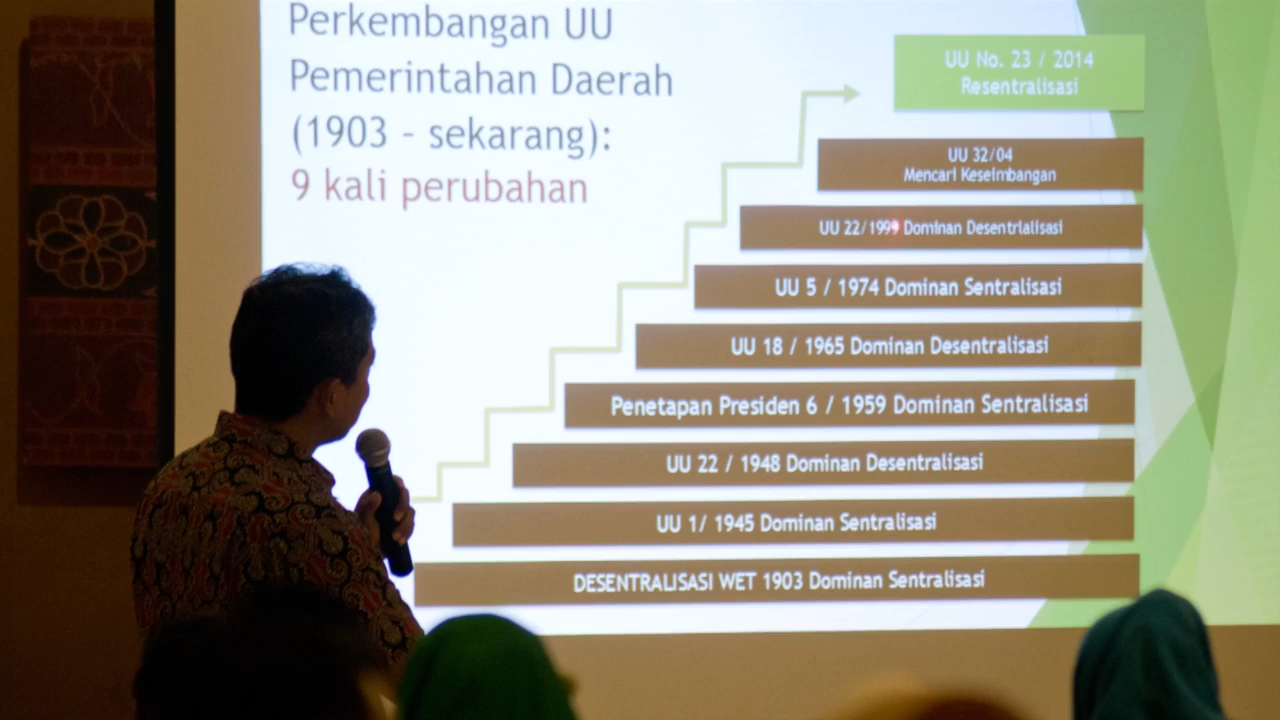 Perkembangan UU
Pemerintahan Daerah
(1903 - sekarang):
9 kali perubahan
UU No. 23 / 2014
Resentralisasi
UU 32/04
Mencari Keseimbangan
UU 22/1999 Dominan Desentrlalisasi
UU 5 / 1974 Dominan Sentralisasi
UU 18 / 1965 Dominan Desentralisasi
Penetapan Presiden 6 / 1959 Dominan Sentralisasi
UU 22 / 1948 Dominan Desentralisasi
UU 1/ 1945 Dominan Sentralisasi
DESENTRALISASI WET 1903 Dominan Sentralisasi